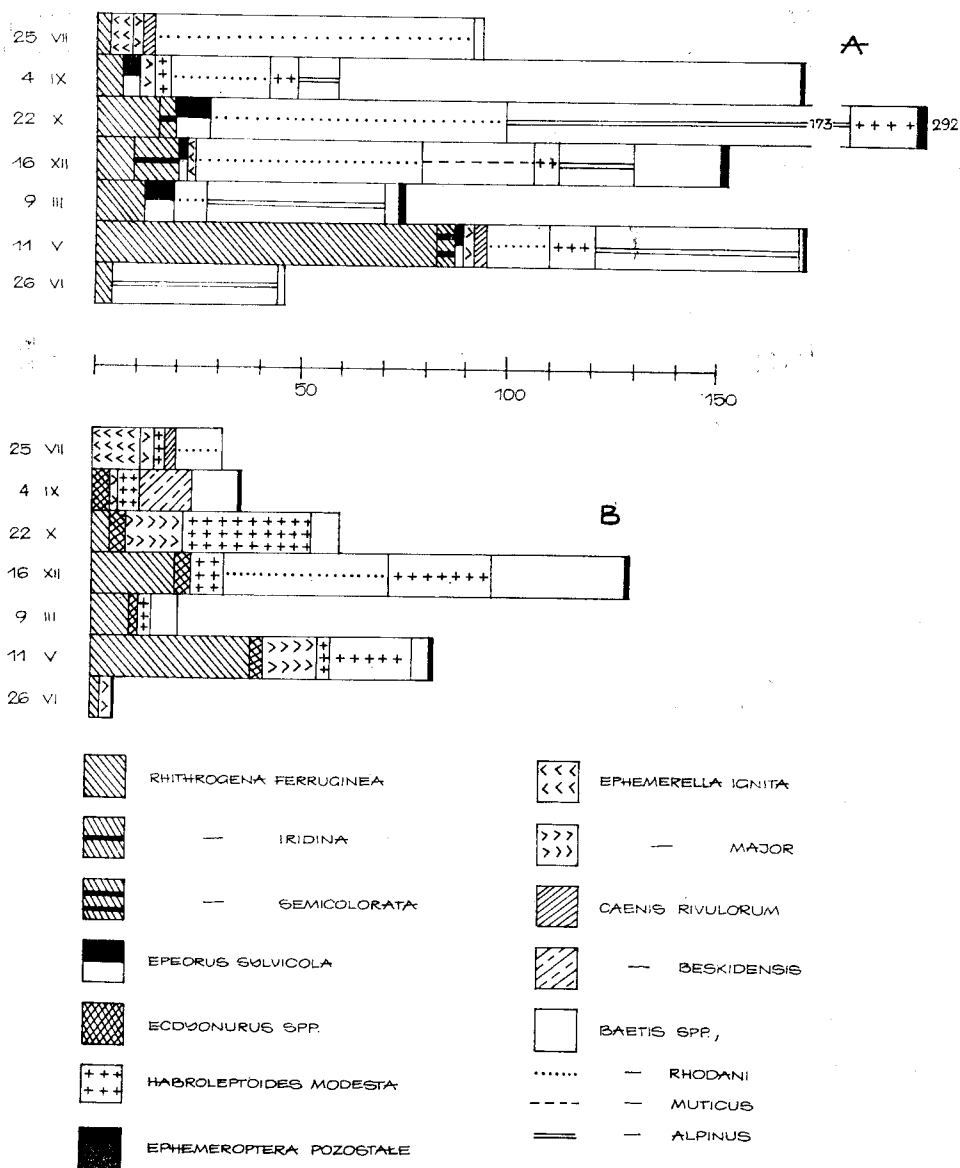 A
25 VII
4 IX
22 X 173 292
16 XII
9 III
11 V
26 VI
50 100 150
B
25 VII
4 IX
22 X
16 XII
9 III
11 V
26 VI
RHITHROGENA FERRUGINEA
— IRIDINA
— SEMICOLORATA
EPEORUS SYLVICOLA
ECDYONURUS SPP.
HABROLEPTOIDES MODESTA
EPHEMEROPTERA POZOSTAŁE
EPHEMERELLA IGNITA
— MAJOR
CAENIS RIVULORUM
— BESKIDENSIS
BAETIS SPP.,
— RHODANI
— MUTICUS
— ALPINUS